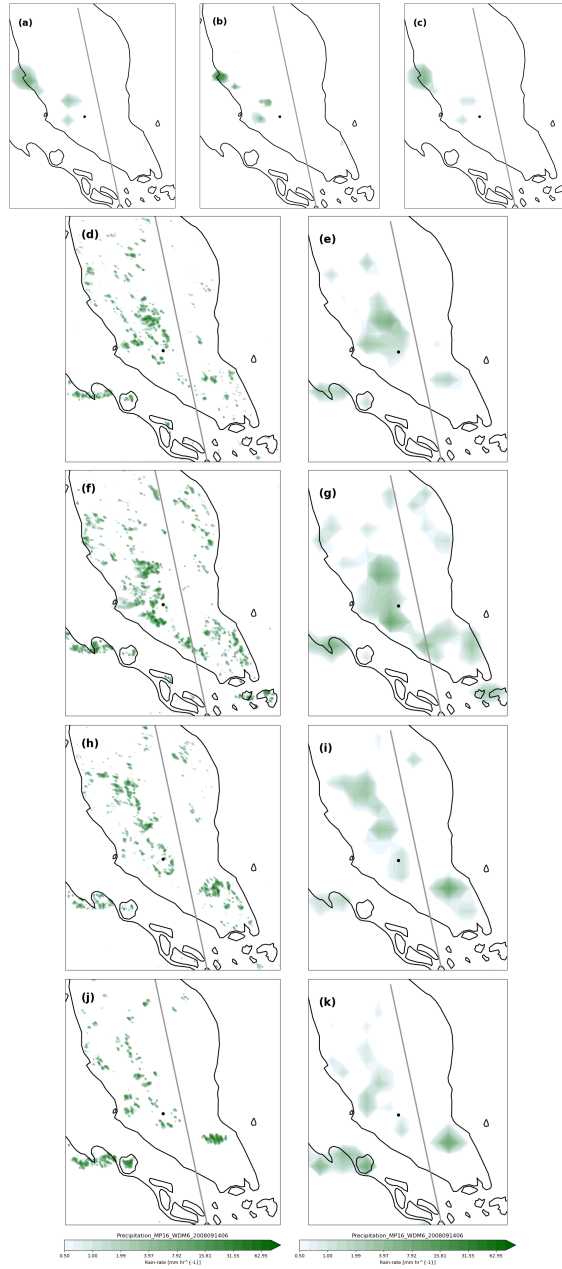 (a)
(b)
(c)
(d)
(e)
(f)
(g)
(h)
(i)
(j)
(k)
Precipitation_MP16_WDM6_2008091406
0.50 1.00 1.99 3.97 7.92 15.81 31.55 62.95
Rain-rate [mm hr^{-1}]
Precipitation_MP16_WDM6_2008091406
0.50 1.00 1.99 3.97 7.92 15.81 31.55 62.95
Rain-rate [mm hr^{-1}]